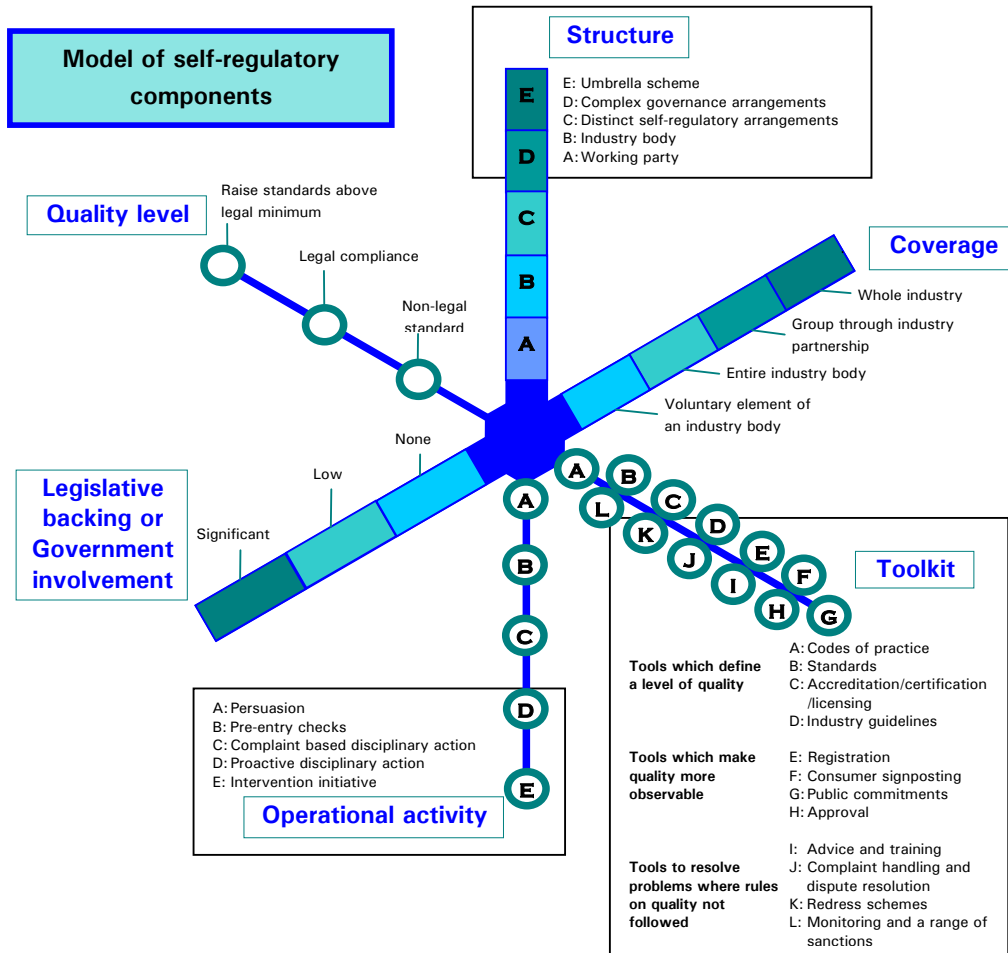 Model of self-regulatory
components
Structure
E
D
C
B
A
E: Umbrella scheme
D: Complex governance arrangements
C: Distinct self-regulatory arrangements
B: Industry body
A: Working party
Quality level
Raise standards above
legal minimum
Legal compliance
Non-legal
standard
Coverage
Whole industry
Group through industry
partnership
Entire industry body
Voluntary element of
an industry body
Legislative
backing or
Government
involvement
None
Low
Significant
A
B
C
D
E
A: Persuasion
B: Pre-entry checks
C: Complaint based disciplinary action
D: Proactive disciplinary action
E: Intervention initiative
Operational activity
A
B
C
D
E
F
G
H
I
J
K
L
Toolkit
Tools which define
a level of quality
A: Codes of practice
B: Standards
C: Accreditation/certification
/licensing
D: Industry guidelines
Tools which make
quality more
observable
E: Registration
F: Consumer signposting
G: Public commitments
H: Approval
Tools to resolve
problems where rules
on quality not
followed
I: Advice and training
J: Complaint handling and
dispute resolution
K: Redress schemes
L: Monitoring and a range of
sanctions